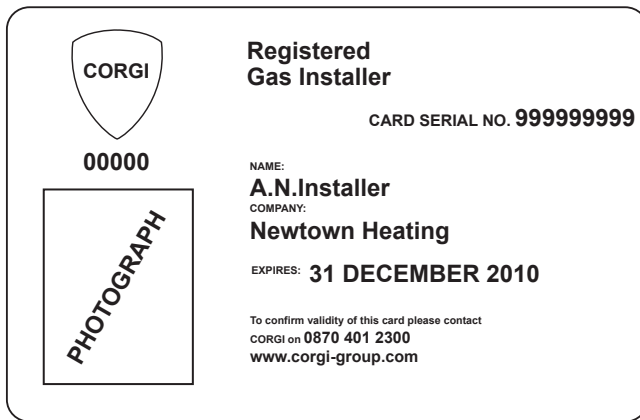 CORGI
00000
PHOTOGRAPH
Registered
Gas Installer
CARD SERIAL NO. 999999999
NAME:
A.N.Installer
COMPANY:
Newtown Heating
EXPIRES: 31 DECEMBER 2010
To confirm validity of this card please contact
CORGI on 0870 401 2300
www.corgi-group.com